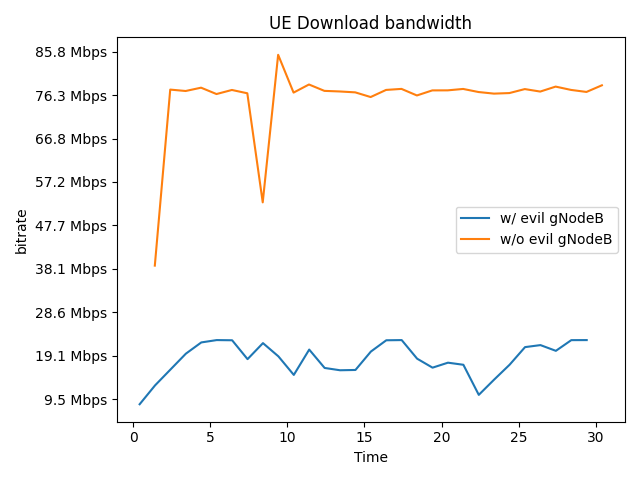 UE Download bandwidth
85.8 Mbps
76.3 Mbps
66.8 Mbps
57.2 Mbps
47.7 Mbps
38.1 Mbps
28.6 Mbps
19.1 Mbps
9.5 Mbps
bitrate
w/ evil gNodeB
w/o evil gNodeB
0 5 10 15 20 25 30
Time